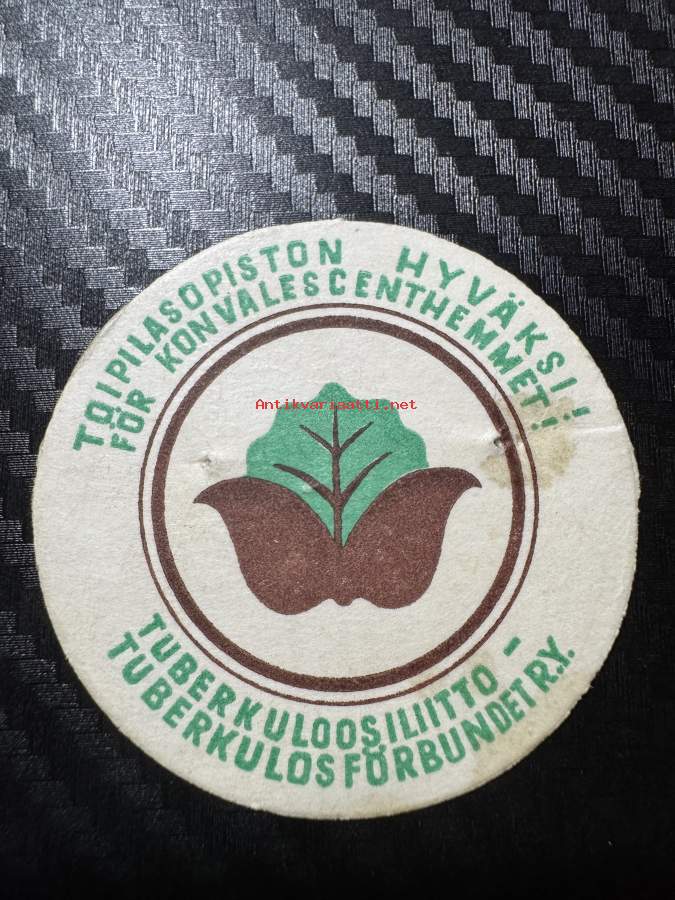 TOIPILASOPISTON HYVÄKSI!
FÖR KONVALESCENTHEMMET!
Antikvariaatti.net
TUBERKULOOSILIITTO -
TUBERKULOSFÖRBUNDET R.Y.